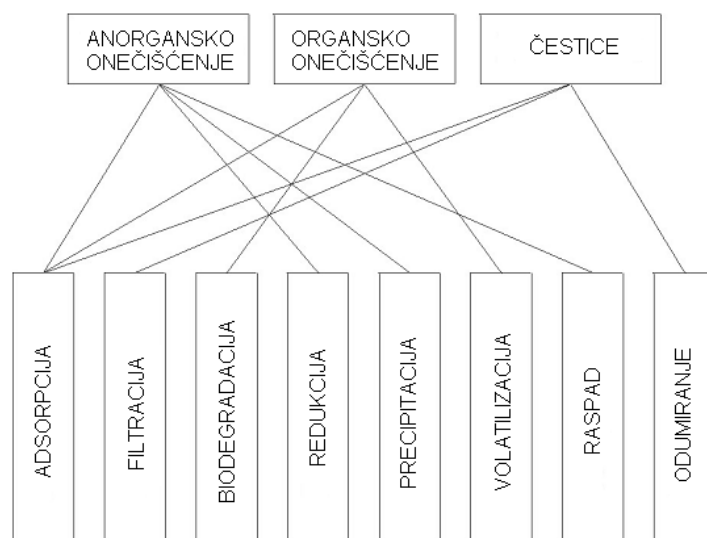 ANORGANSKO
ONEČIŠĆENJE
ORGANSKO
ONEČIŠĆENJE
ČESTICE
ADSORPCIJA
FILTRACIJA
BIODEGRADACIJA
REDUKCIJA
PRECIPITACIJA
VOLATILIZACIJA
RASPAD
ODUMIRANJE